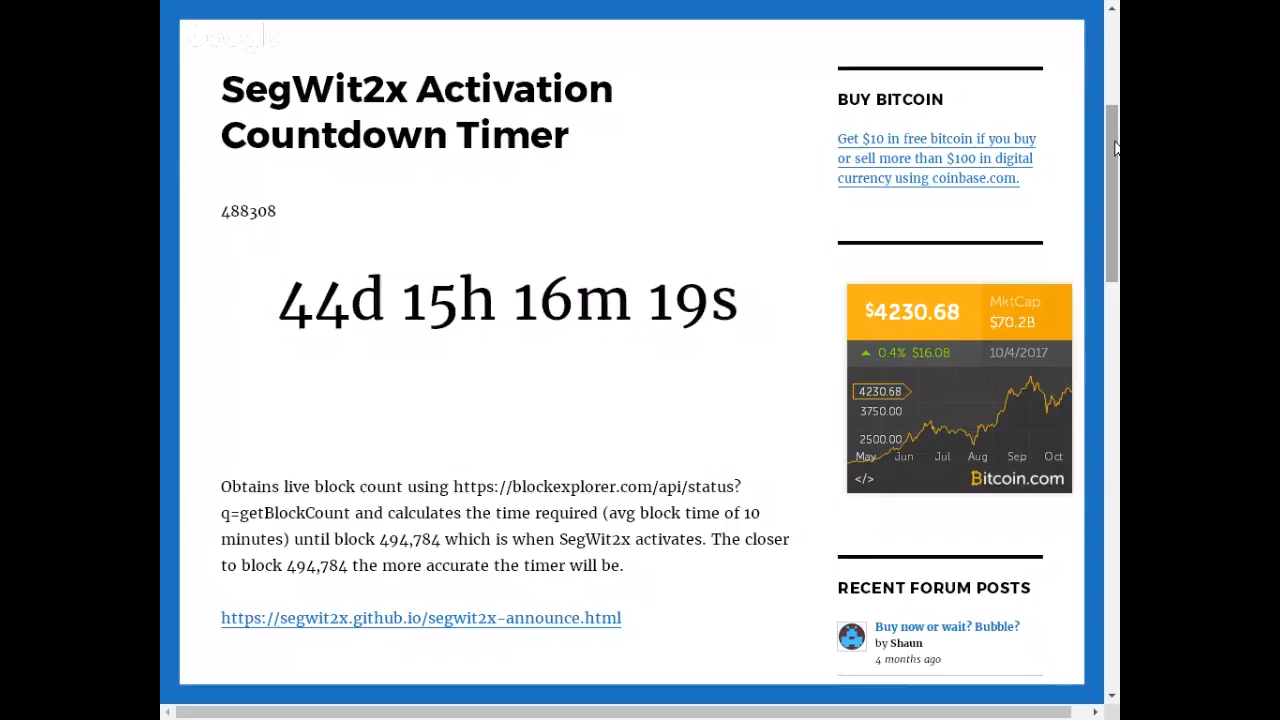 Google
SegWit2x Activation
Countdown Timer
488308
44d 15h 16m 19s
Obtains live block count using https://blockexplorer.com/api/status?
q=getBlockCount and calculates the time required (avg block time of 10
minutes) until block 494,784 which is when SegWit2x activates. The closer
to block 494,784 the more accurate the timer will be.
https://segwit2x.github.io/segwit2x-announce.html
BUY BITCOIN
Get $10 in free bitcoin if you buy
or sell more than $100 in digital
currency using coinbase.com.
$4230.68
MktCap
$70.2B
0.4% $16.08
10/4/2017
4230.68
3750.00
2500.00
May Jun Jul Aug Sep Oct
</> Bitcoin.com
RECENT FORUM POSTS
Buy now or wait? Bubble?
by Shaun
4 months ago